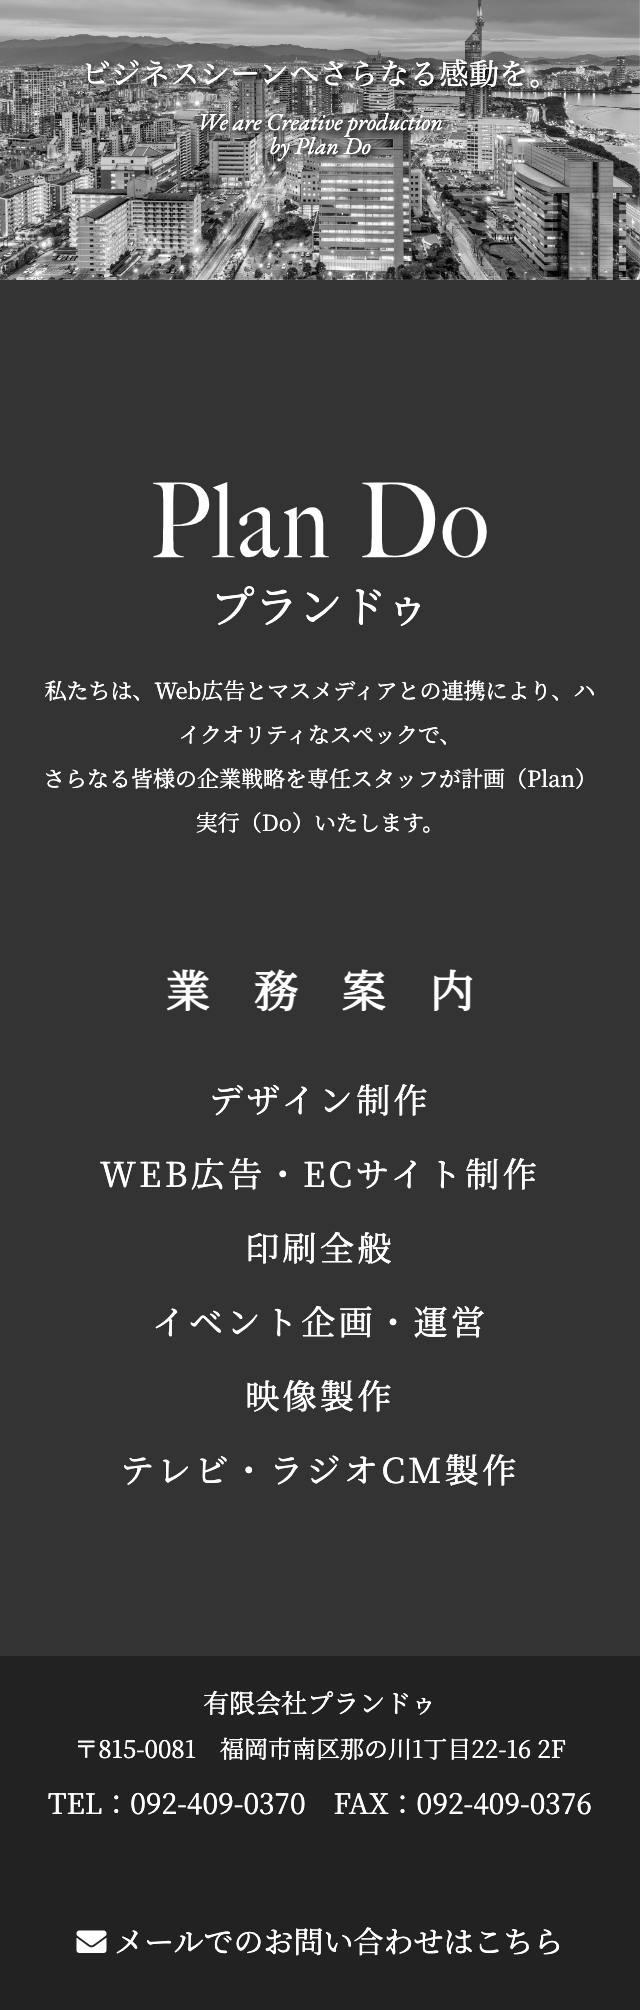 ビジネスシーンへさらなる感動を。
We are Creative production
by Plan Do
Plan Do
プランドゥ
私たちは、Web広告とマスメディアとの連携により、ハ
イクオリティなスペックで、
さらなる皆様の企業戦略を専任スタッフが計画（Plan）
実行（Do）いたします。
業務案内
デザイン制作
WEB広告・ECサイト制作
印刷全般
イベント企画・運営
映像製作
テレビ・ラジオCM製作
有限会社プランドゥ
〒815-0081　福岡市南区那の川1丁目22-16 2F
TEL：092-409-0370　FAX：092-409-0376
メールでのお問い合わせはこちら